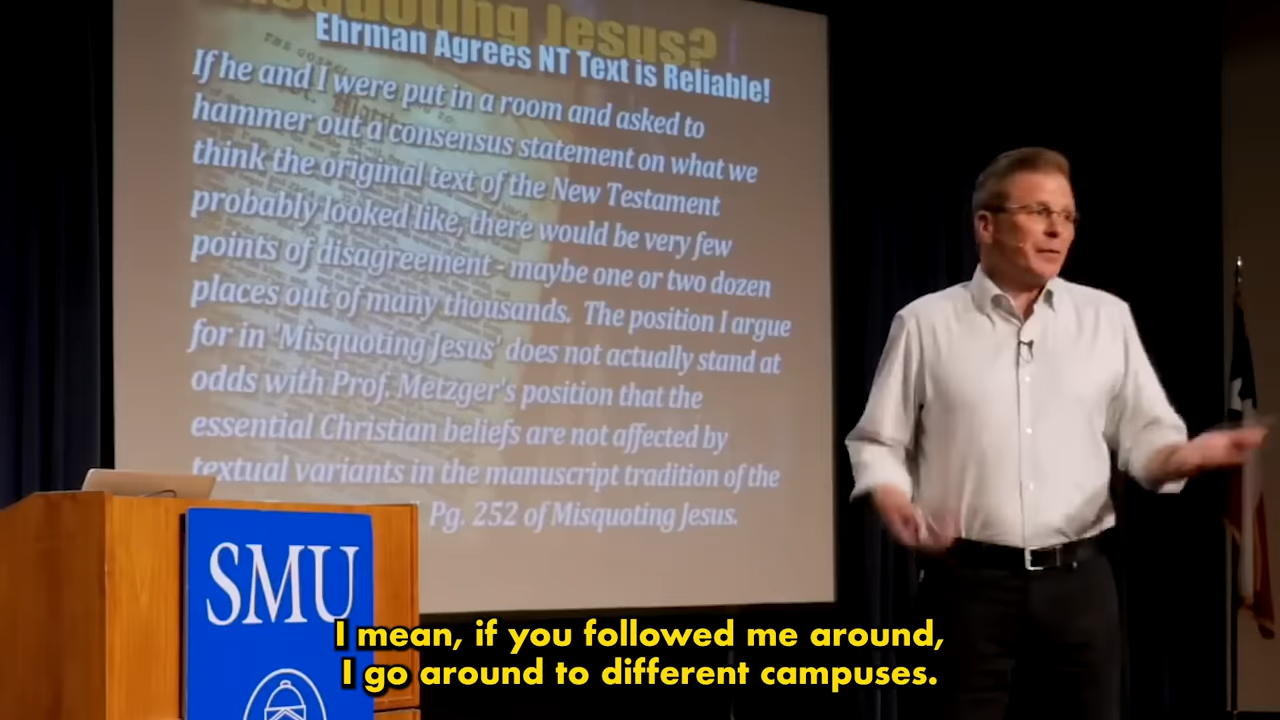 squoting Jesus?
Ehrman Agrees NT Text is Reliable!
If he and I were put in a room and asked to
hammer out a consensus statement on what we
think the original text of the New Testament
probably looked like, there would be very few
points of disagreement - maybe one or two dozen
places out of many thousands. The position I argue
for in 'Misquoting Jesus' does not actually stand at
odds with Prof. Metzger's position that the
essential Christian beliefs are not affected by
textual variants in the manuscript tradition of the
Pg. 252 of Misquoting Jesus.
SMU
I mean, if you followed me around,
I go around to different campuses.